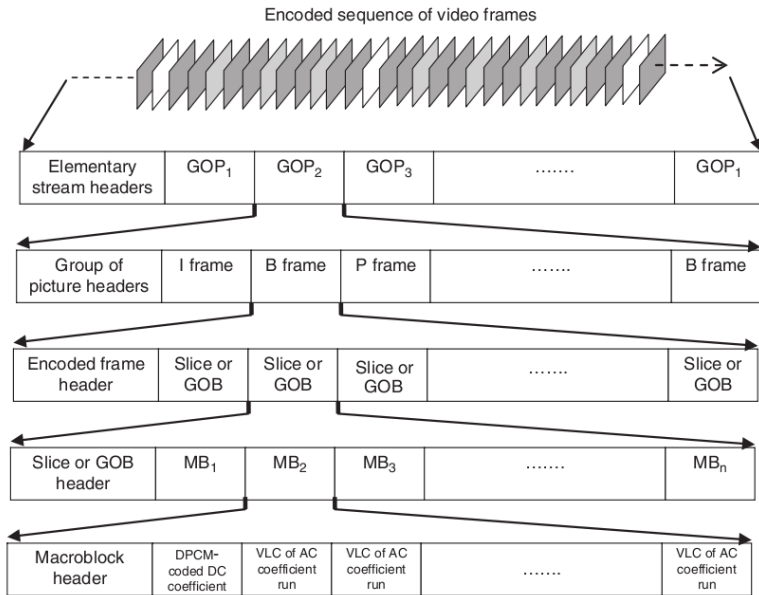 Encoded sequence of video frames
Elementary
stream headers
GOP₁
GOP₂
GOP₃
.......
GOP₁
Group of
picture headers
I frame
B frame
P frame
.......
B frame
Encoded frame
header
Slice or
GOB
Slice or
GOB
Slice or
GOB
.......
Slice or
GOB
Slice or GOB
header
MB₁
MB₂
MB₃
.......
MBₙ
Macroblock
header
DPCM-
coded DC
coefficient
VLC of AC
coefficient
run
VLC of AC
coefficient
run
.......
VLC of AC
coefficient
run